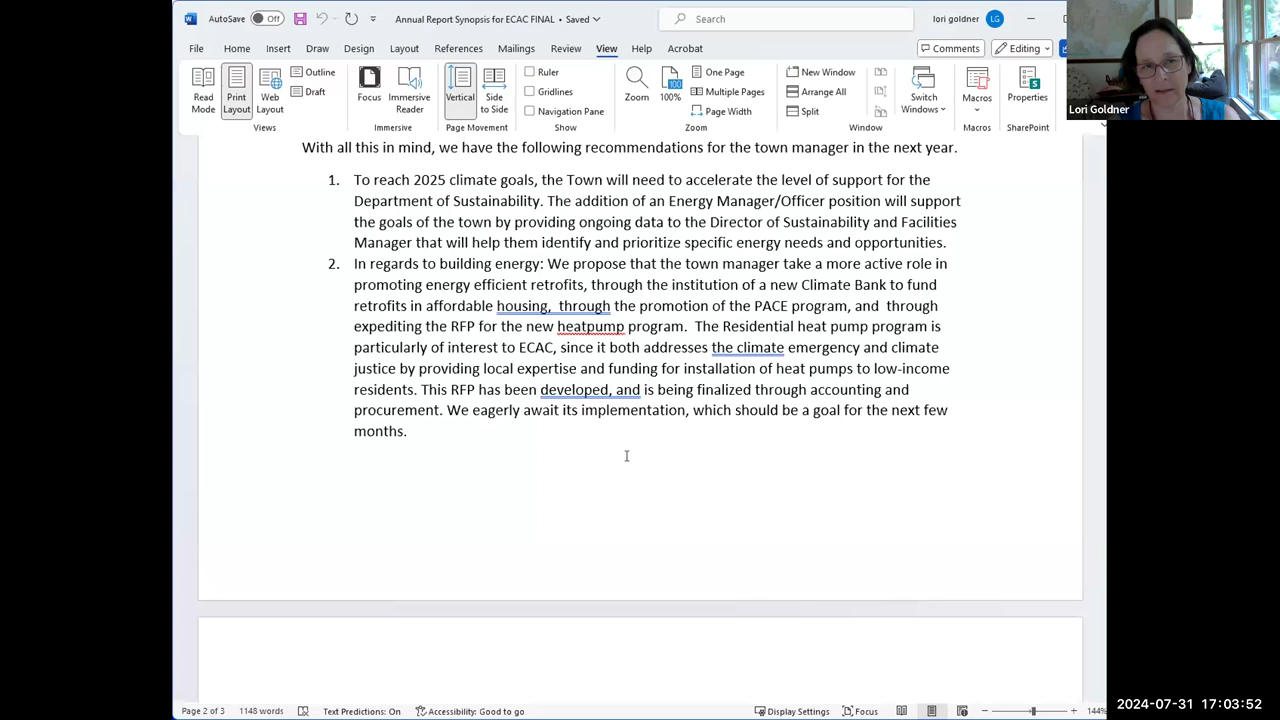 AutoSave Off Annual Report Synopsis for ECAC FINAL • Saved Search lori goldner LG
File Home Insert Draw Design Layout References Mailings Review View Help Acrobat Comments Editing
Read Mode Print Layout Web Layout Outline Draft Views
Focus Immersive Reader Immersive
Vertical Side to Side Page Movement
Ruler Gridlines Navigation Pane Show
Zoom 100% One Page Multiple Pages Page Width Zoom
New Window Arrange All Split Switch Windows Window
Macros Macros
Properties SharePoint
Lori Goldner
With all this in mind, we have the following recommendations for the town manager in the next year.
1. To reach 2025 climate goals, the Town will need to accelerate the level of support for the
Department of Sustainability. The addition of an Energy Manager/Officer position will support
the goals of the town by providing ongoing data to the Director of Sustainability and Facilities
Manager that will help them identify and prioritize specific energy needs and opportunities.
2. In regards to building energy: We propose that the town manager take a more active role in
promoting energy efficient retrofits, through the institution of a new Climate Bank to fund
retrofits in affordable housing,  through the promotion of the PACE program, and  through
expediting the RFP for the new heatpump program.  The Residential heat pump program is
particularly of interest to ECAC, since it both addresses the climate emergency and climate
justice by providing local expertise and funding for installation of heat pumps to low-income
residents. This RFP has been developed, and is being finalized through accounting and
procurement. We eagerly await its implementation, which should be a goal for the next few
months.
Page 2 of 3 1148 words Text Predictions: On Accessibility: Good to go Display Settings Focus 144%
2024-07-31 17:03:52